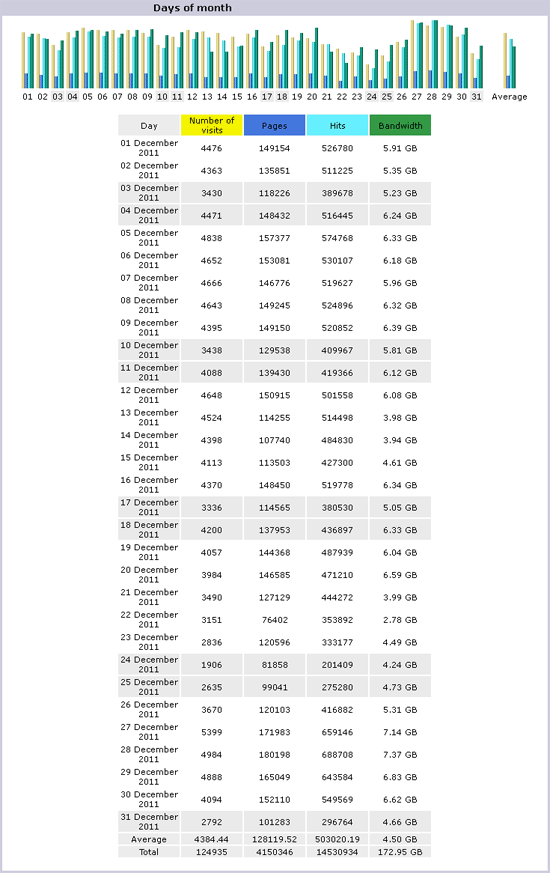 Days of month
01 02 03 04 05 06 07 08 09 10 11 12 13 14 15 16 17 18 19 20 21 22 23 24 25 26 27 28 29 30 31 Average
Day Number of visits Pages Hits Bandwidth
01 December 2011 4476 149154 526780 5.91 GB
02 December 2011 4363 135851 511225 5.35 GB
03 December 2011 3430 118226 389678 5.23 GB
04 December 2011 4471 148432 516445 6.24 GB
05 December 2011 4838 157377 574768 6.33 GB
06 December 2011 4652 153081 530107 6.18 GB
07 December 2011 4666 146776 519627 5.96 GB
08 December 2011 4643 149245 524896 6.32 GB
09 December 2011 4395 149150 520852 6.39 GB
10 December 2011 3438 129538 409967 5.81 GB
11 December 2011 4088 139430 419366 6.12 GB
12 December 2011 4648 150915 501558 6.08 GB
13 December 2011 4524 114255 514498 3.98 GB
14 December 2011 4398 107740 484830 3.94 GB
15 December 2011 4113 113503 427300 4.61 GB
16 December 2011 4370 148450 519778 6.34 GB
17 December 2011 3336 114565 380530 5.05 GB
18 December 2011 4200 137953 436897 6.33 GB
19 December 2011 4057 144368 487939 6.04 GB
20 December 2011 3984 146585 471210 6.59 GB
21 December 2011 3490 127129 444272 3.99 GB
22 December 2011 3151 76402 353892 2.78 GB
23 December 2011 2836 120596 333177 4.49 GB
24 December 2011 1906 81858 201409 4.24 GB
25 December 2011 2635 99041 275280 4.73 GB
26 December 2011 3670 120103 416882 5.31 GB
27 December 2011 5399 171983 659146 7.14 GB
28 December 2011 4984 180198 688708 7.37 GB
29 December 2011 4888 165049 643584 6.83 GB
30 December 2011 4094 152110 549569 6.62 GB
31 December 2011 2792 101283 296764 4.66 GB
Average 4384.44 128119.52 503020.19 4.50 GB
Total 124935 4150346 14530934 172.95 GB